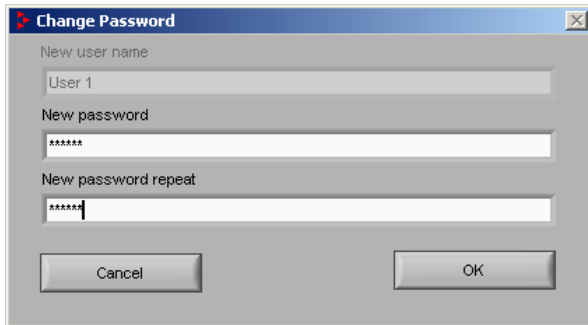 Change Password
New user name
User 1
New password
******
New password repeat
******
Cancel OK